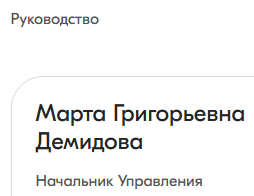 Руководство
Марта Григорьевна
Демидова
Начальник Управления